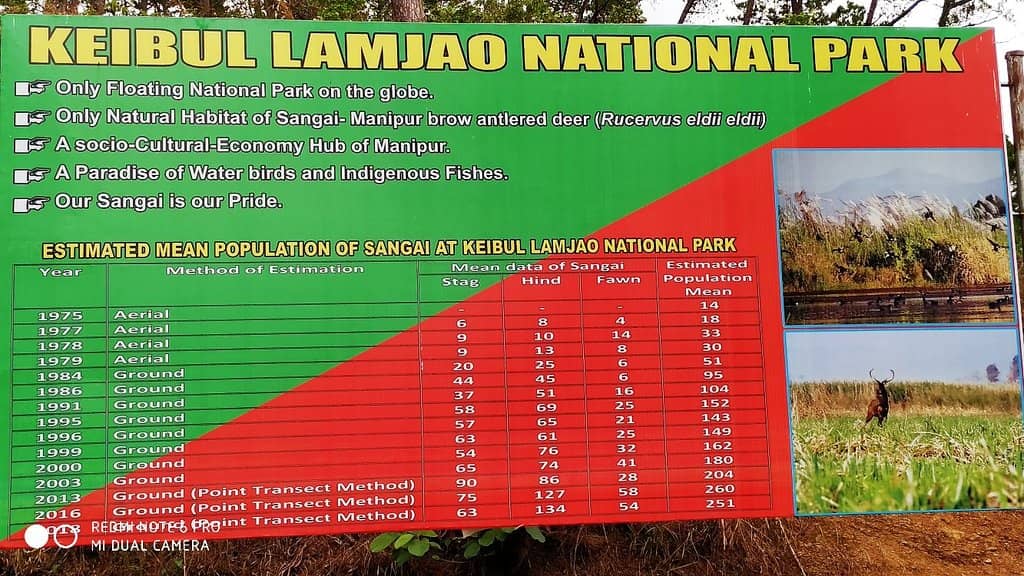 KEIBUL LAMJAO NATIONAL PARK
Only Floating National Park on the globe.
Only Natural Habitat of Sangai- Manipur brow antlered deer (Rucervus eldii eldii)
A socio-Cultural-Economy Hub of Manipur.
A Paradise of Water birds and Indigenous Fishes.
Our Sangai is our Pride.
ESTIMATED MEAN POPULATION OF SANGAI AT KEIBUL LAMJAO NATIONAL PARK
Year Method of Estimation Mean data of Sangai Estimated
Stag Hind Fawn Population
Mean
1975 Aerial - - - 14
1977 Aerial 6 8 4 18
1978 Aerial 9 10 14 33
1979 Aerial 9 13 8 30
1984 Ground 20 25 6 51
1986 Ground 44 45 6 95
1991 Ground 37 51 16 104
1995 Ground 58 69 25 152
1996 Ground 57 65 21 143
1999 Ground 63 61 25 149
2000 Ground 54 76 32 162
2003 Ground 65 74 41 180
2013 Ground (Point Transect Method) 90 86 28 204
2016 Ground (Point Transect Method) 75 127 58 260
2018 Ground (Point Transect Method) 63 134 54 251
REDMI NOTE 6 PRO
MI DUAL CAMERA